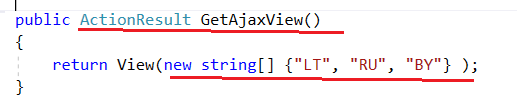 public ActionResult GetAjaxView()
{
return View(new string[] {"LT", "RU", "BY"} );
}